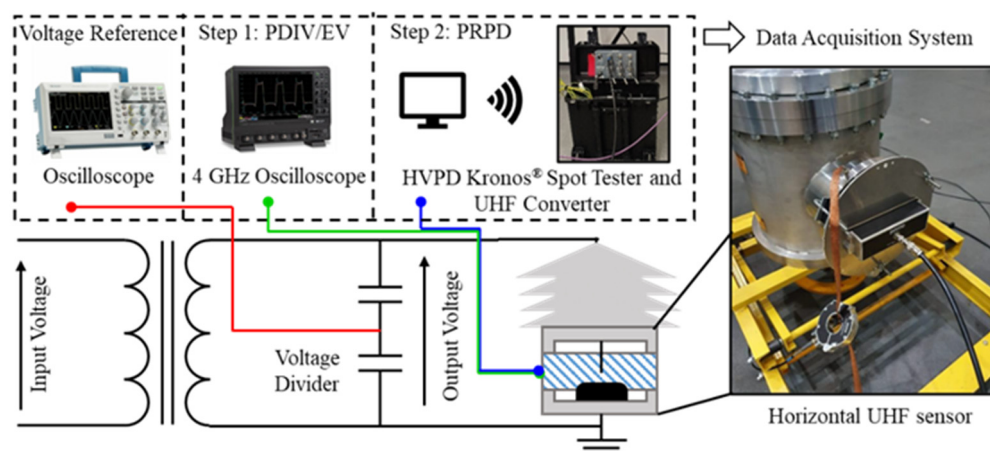 Voltage Reference
Step 1: PDIV/EV
Step 2: PRPD
Data Acquisition System
Oscilloscope
4 GHz Oscilloscope
HVPD Kronos® Spot Tester and
UHF Converter
Input Voltage
Voltage
Divider
Output Voltage
Horizontal UHF sensor